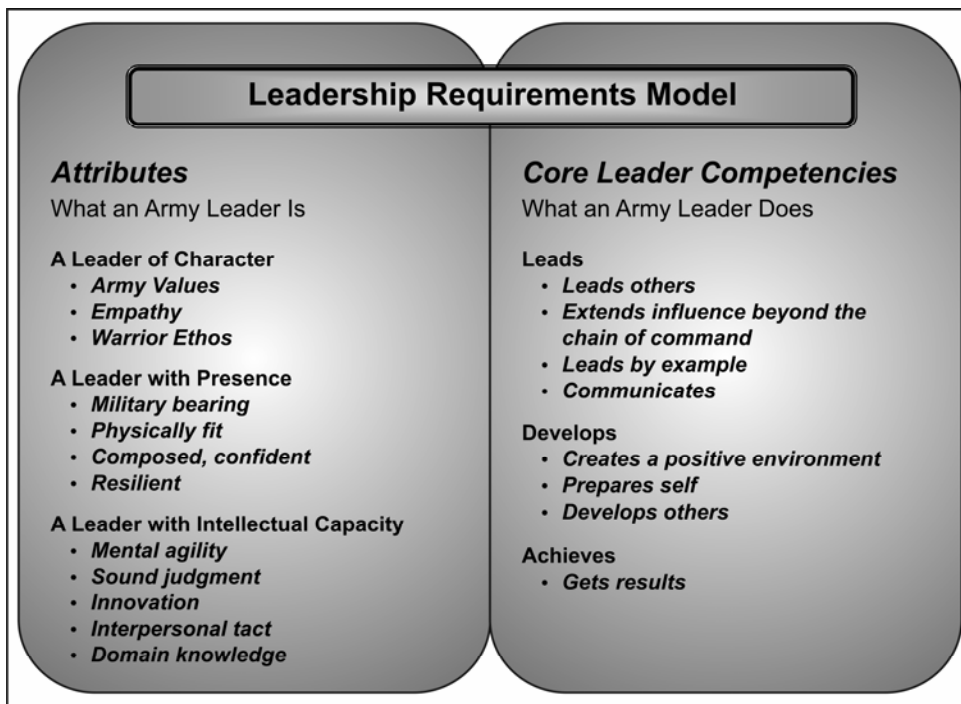 Leadership Requirements Model
Attributes
What an Army Leader Is
A Leader of Character
• Army Values
• Empathy
• Warrior Ethos
A Leader with Presence
• Military bearing
• Physically fit
• Composed, confident
• Resilient
A Leader with Intellectual Capacity
• Mental agility
• Sound judgment
• Innovation
• Interpersonal tact
• Domain knowledge
Core Leader Competencies
What an Army Leader Does
Leads
• Leads others
• Extends influence beyond the
chain of command
• Leads by example
• Communicates
Develops
• Creates a positive environment
• Prepares self
• Develops others
Achieves
• Gets results